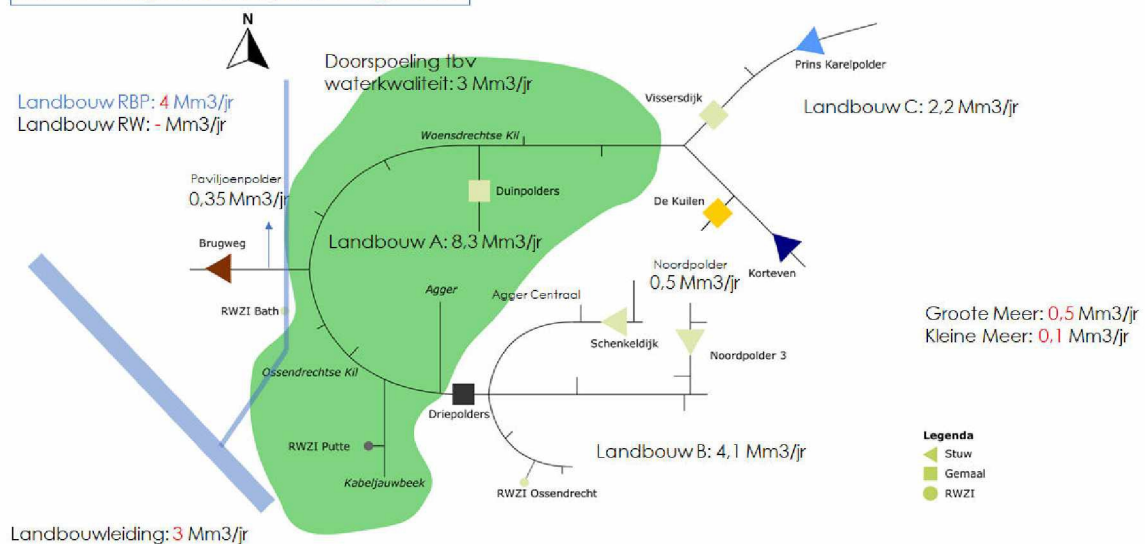 N
Doorspoeling tbv
waterkwaliteit: 3 Mm3/jr
Prins Karelpolder
Landbouw RBP: 4 Mm3/jr
Landbouw RW: - Mm3/jr
Vissersdijk
Landbouw C: 2,2 Mm3/jr
Woensdrechtse Kil
Paviljoenpolder
0,35 Mm3/jr
Duinpolders
De Kuilen
Landbouw A: 8,3 Mm3/jr
Brugweg
Noordpolder
0,5 Mm3/jr
Korteven
Agger
Agger Centraal
RWZI Bath
Groote Meer: 0,5 Mm3/jr
Kleine Meer: 0,1 Mm3/jr
Schenkeldijk
Noordpolder 3
Ossendrechtse Kil
Driepolders
RWZI Putte
Landbouw B: 4,1 Mm3/jr
Legenda
Stuw
Gemaal
RWZI
Kabeljauwbeek
RWZI Ossendrecht
Landbouwleiding: 3 Mm3/jr